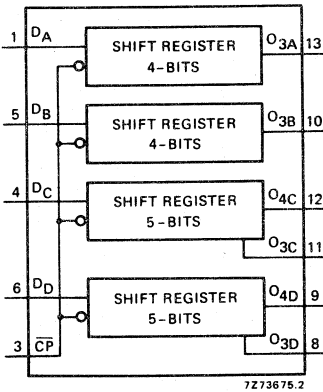 1 DA SHIFT REGISTER 4-BITS O3A 13
5 DB SHIFT REGISTER 4-BITS O3B 10
4 DC SHIFT REGISTER 5-BITS O4C 12
O3C 11
6 DD SHIFT REGISTER 5-BITS O4D 9
3 C̅P̅ O3D 8
7Z73675.2